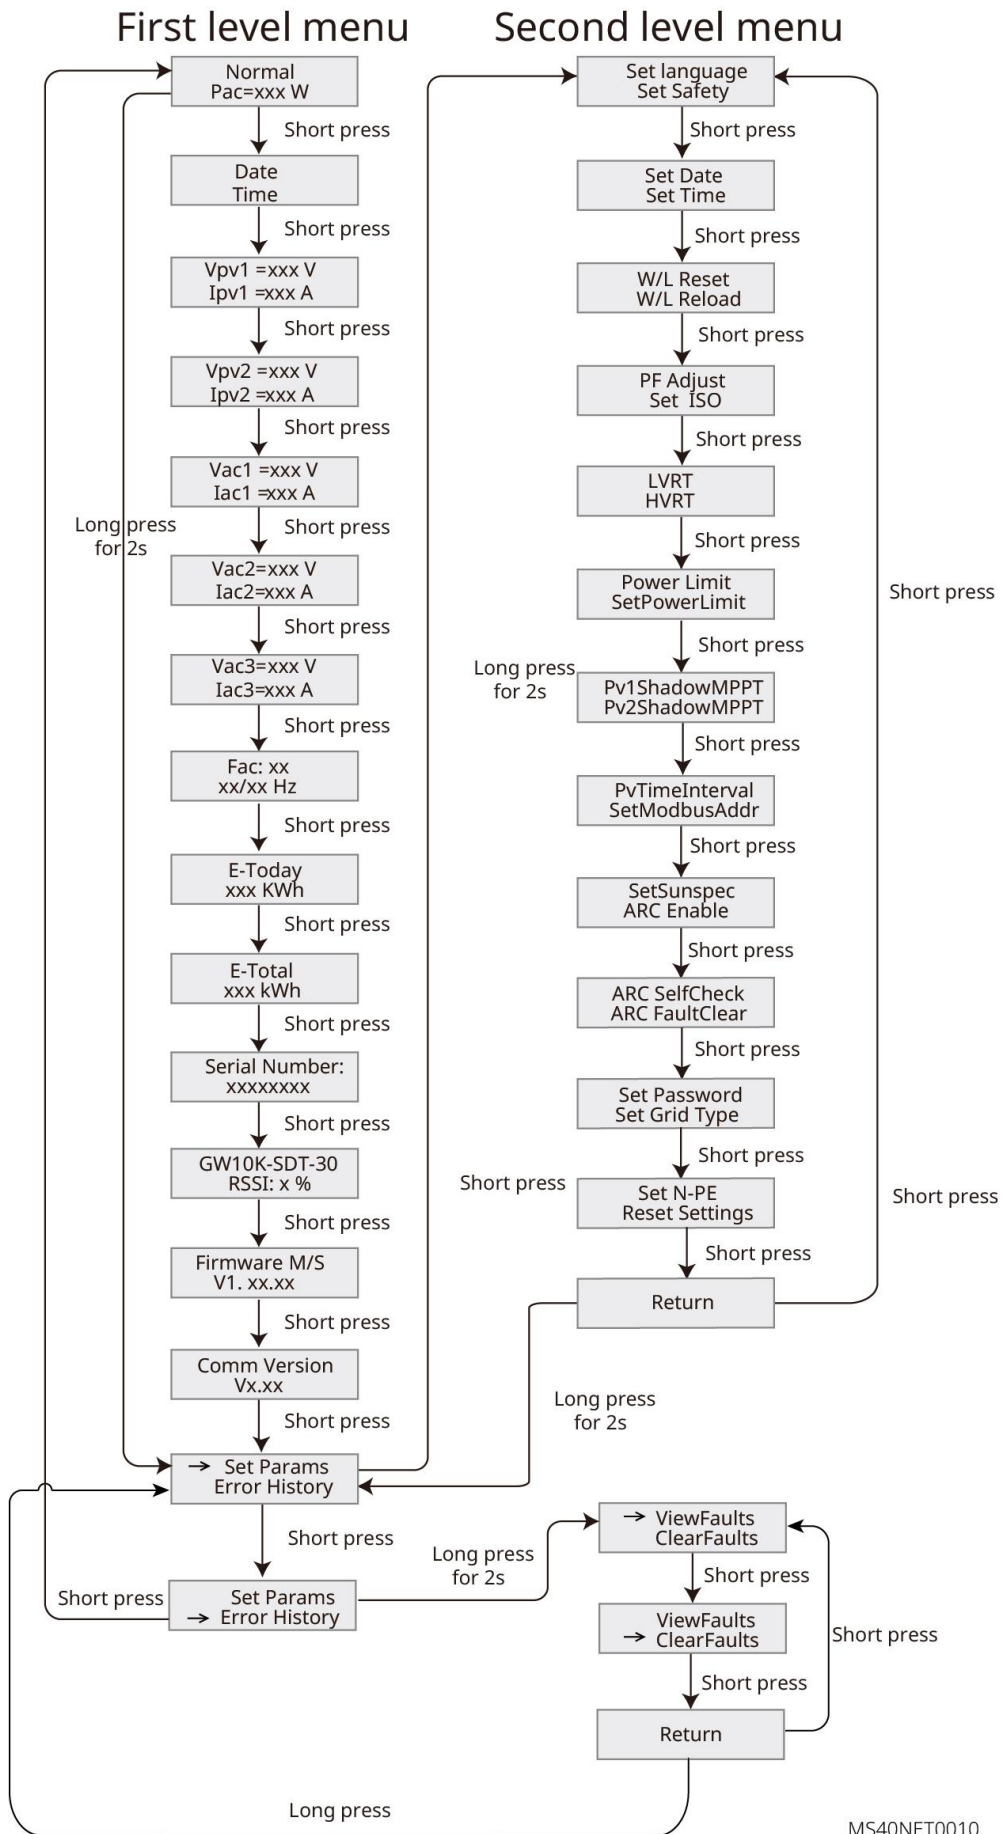 First level menu
Normal
Pac=xxx W
Short press
Date
Time
Short press
Vpv1 =xxx V
Ipv1 =xxx A
Short press
Vpv2 =xxx V
Ipv2 =xxx A
Short press
Vac1 =xxx V
Iac1 =xxx A
Long press
for 2s
Short press
Vac2=xxx V
Iac2=xxx A
Short press
Vac3=xxx V
Iac3=xxx A
Short press
Fac: xx
xx/xx Hz
Short press
E-Today
xxx KWh
Short press
E-Total
xxx kWh
Short press
Serial Number:
xxxxxxxx
Short press
GW10K-SDT-30
RSSI: x %
Short press
Firmware M/S
V1. xx.xx
Short press
Comm Version
Vx.xx
Short press
→ Set Params
Error History
Short press
Short press
Set Params
→ Error History
Second level menu
Set language
Set Safety
Short press
Set Date
Set Time
Short press
W/L Reset
W/L Reload
Short press
PF Adjust
Set ISO
Short press
LVRT
HVRT
Short press
Power Limit
SetPowerLimit
Short press
Short press
Long press
for 2s
Pv1ShadowMPPT
Pv2ShadowMPPT
Short press
PvTimeInterval
SetModbusAddr
Short press
SetSunspec
ARC Enable
Short press
ARC SelfCheck
ARC FaultClear
Short press
Set Password
Set Grid Type
Short press
Short press
Set N-PE
Reset Settings
Short press
Short press
Return
Long press
for 2s
Long press
for 2s
→ ViewFaults
ClearFaults
Short press
ViewFaults
→ ClearFaults
Short press
Short press
Return
Long press
MS40NET0010